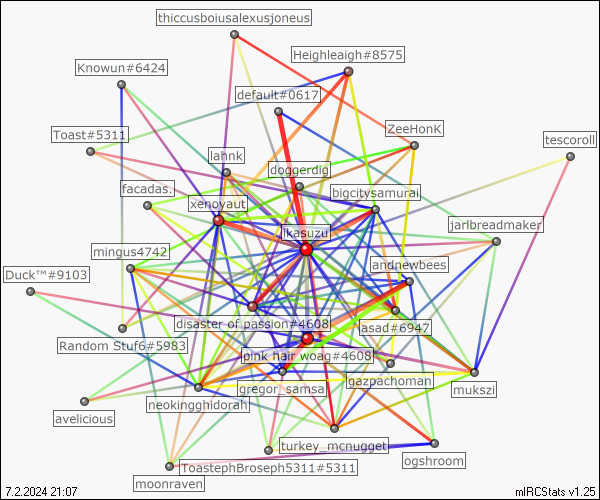 thiccusboiusalexusjoneus
Heighleaigh#8575
Knowun#6424
default#0617
ZeeHonK
Toast#5311
tescoroll
lahnk
doggerdig
facadas.
bigcitysamurai
xenoyaut
jarlbreadmaker
ikasuzu
mingus4742
andnewbees
Duck™#9103
disaster of passion#4608
asad#6947
Random Stuf6#5983
pink hair woag#4608
gazpachoman
gregor_samsa
mukszi
avelicious
neokingghidorah
turkey_mcnugget
ogshroom
ToastephBroseph5311#5311
moonraven
7.2.2024 21:07
mIRCStats v1.25